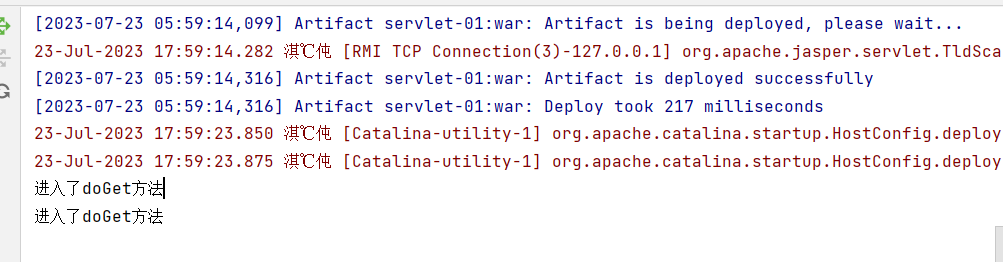 [2023-07-23 05:59:14,099] Artifact servlet-01:war: Artifact is being deployed, please wait...
23-Jul-2023 17:59:14.282 淇℃伅 [RMI TCP Connection(3)-127.0.0.1] org.apache.jasper.servlet.TldSca
[2023-07-23 05:59:14,316] Artifact servlet-01:war: Artifact is deployed successfully
[2023-07-23 05:59:14,316] Artifact servlet-01:war: Deploy took 217 milliseconds
23-Jul-2023 17:59:23.850 淇℃伅 [Catalina-utility-1] org.apache.catalina.startup.HostConfig.deploy
23-Jul-2023 17:59:23.875 淇℃伅 [Catalina-utility-1] org.apache.catalina.startup.HostConfig.deploy
进入了doGet方法
进入了doGet方法